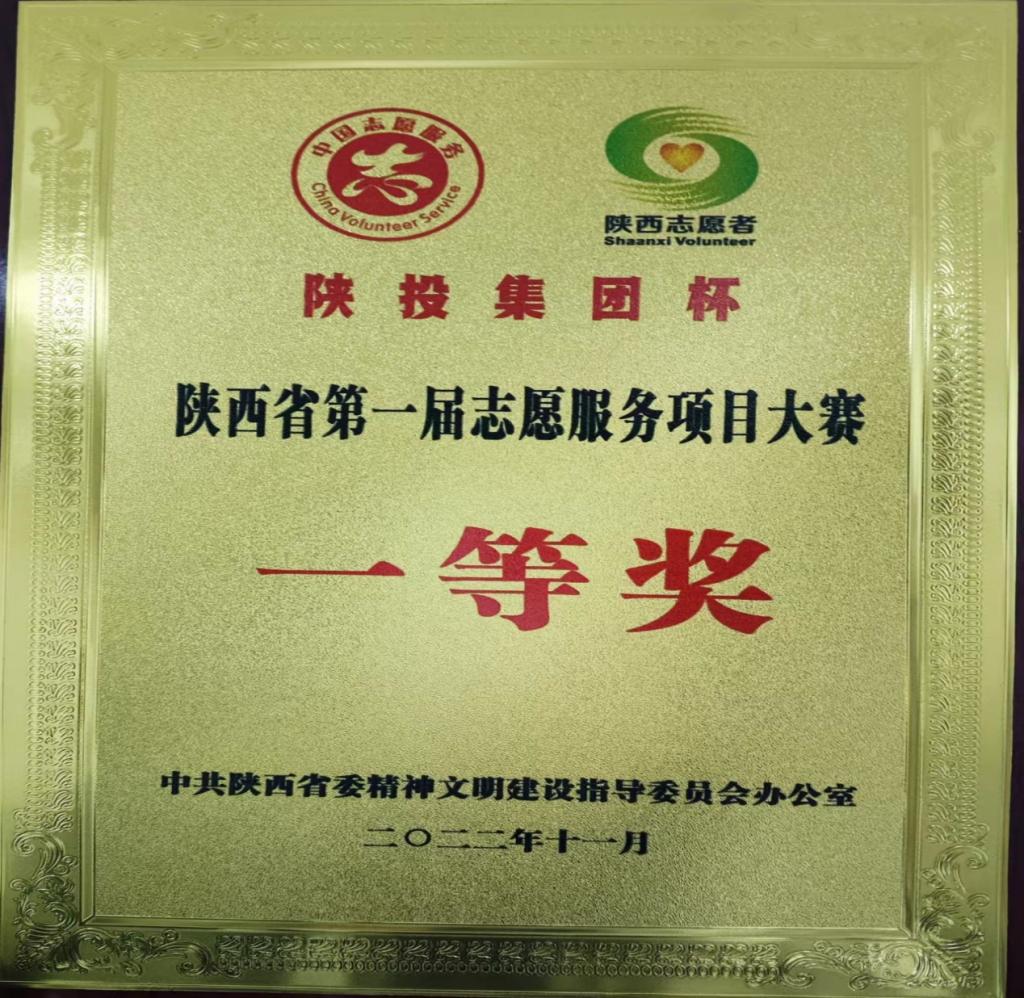 中国志愿服务
China Volunteer Service
陕西志愿者
Shaanxi Volunteer
陕投集团杯
陕西省第一届志愿服务项目大赛
一等奖
中共陕西省委精神文明建设指导委员会办公室
二〇二二年十一月